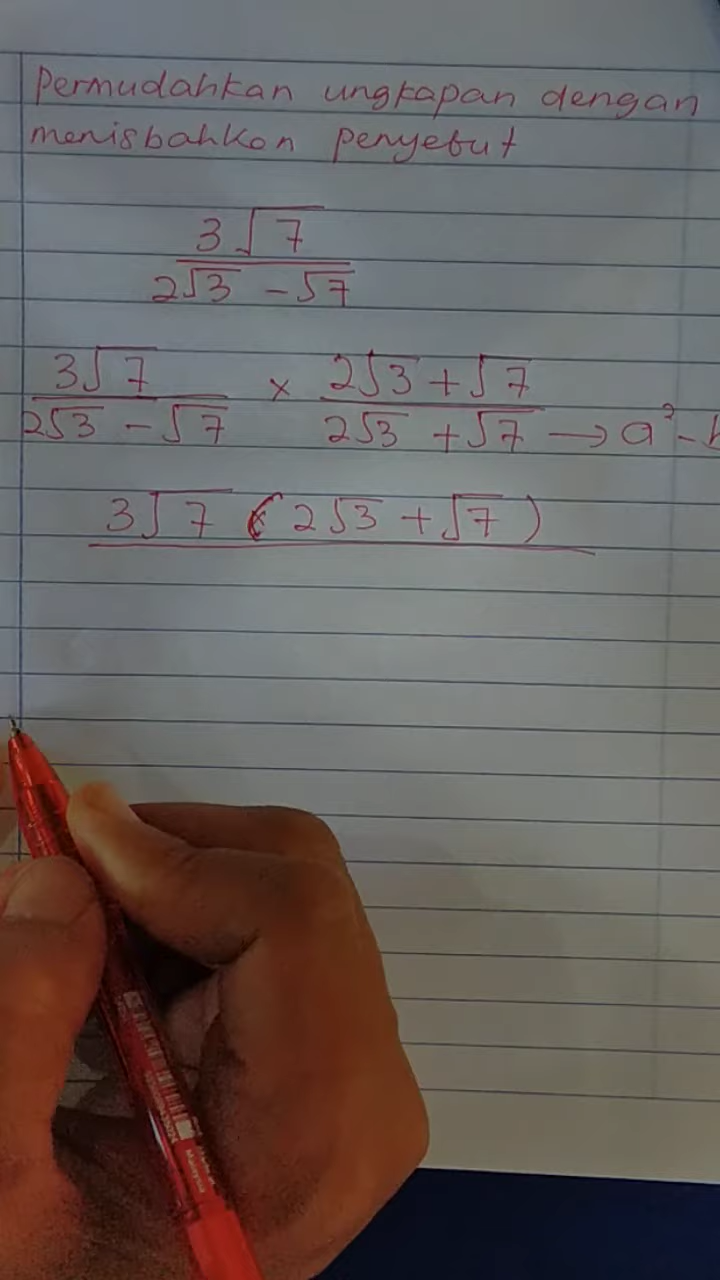 Permudahkan ungkapan dengan
menisbahkan penyebut
3√7
2√3 - √7
3√7 × 2√3 + √7
2√3 - √7 2√3 + √7 → a² - b
3√7 (2√3 + √7)